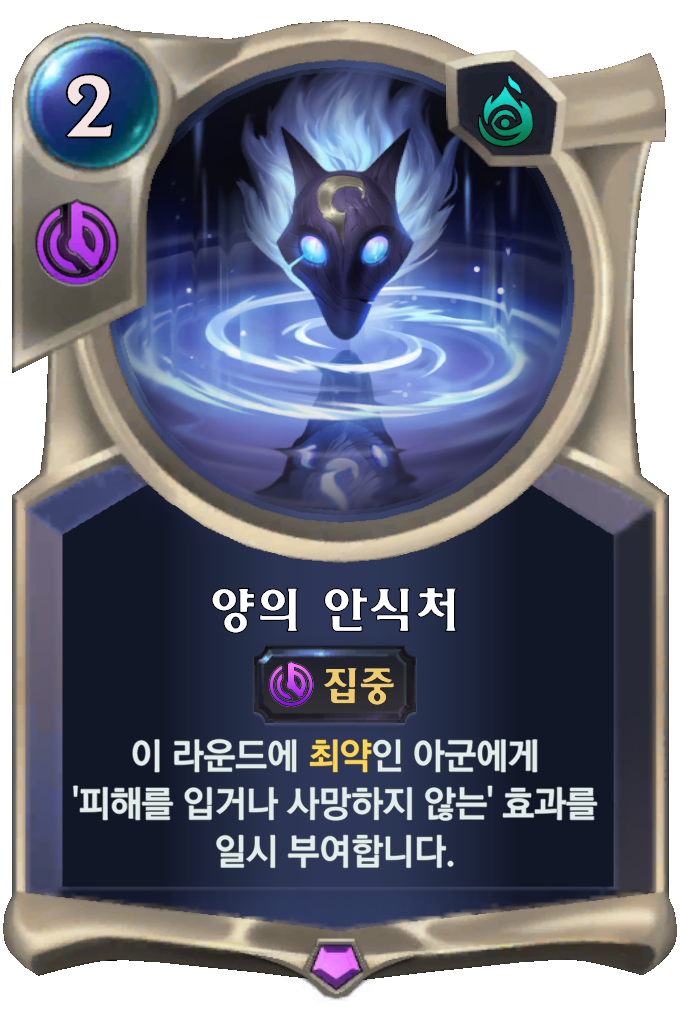 2
양의 안식처
집중
이 라운드에 최약인 아군에게
'피해를 입거나 사망하지 않는' 효과를
일시 부여합니다.